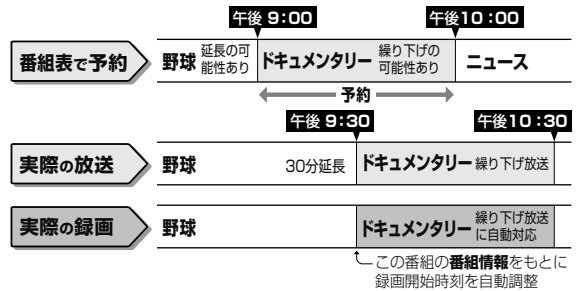 午後 9:00 午後10:00
番組表で予約 野球 延長の可能性あり ドキュメンタリー 繰り下げの可能性あり ニュース
予約
午後 9:30 午後10:30
実際の放送 野球 30分延長 ドキュメンタリー 繰り下げ放送
実際の録画 野球 ドキュメンタリー 繰り下げ放送に自動対応
この番組の番組情報をもとに
録画開始時刻を自動調整